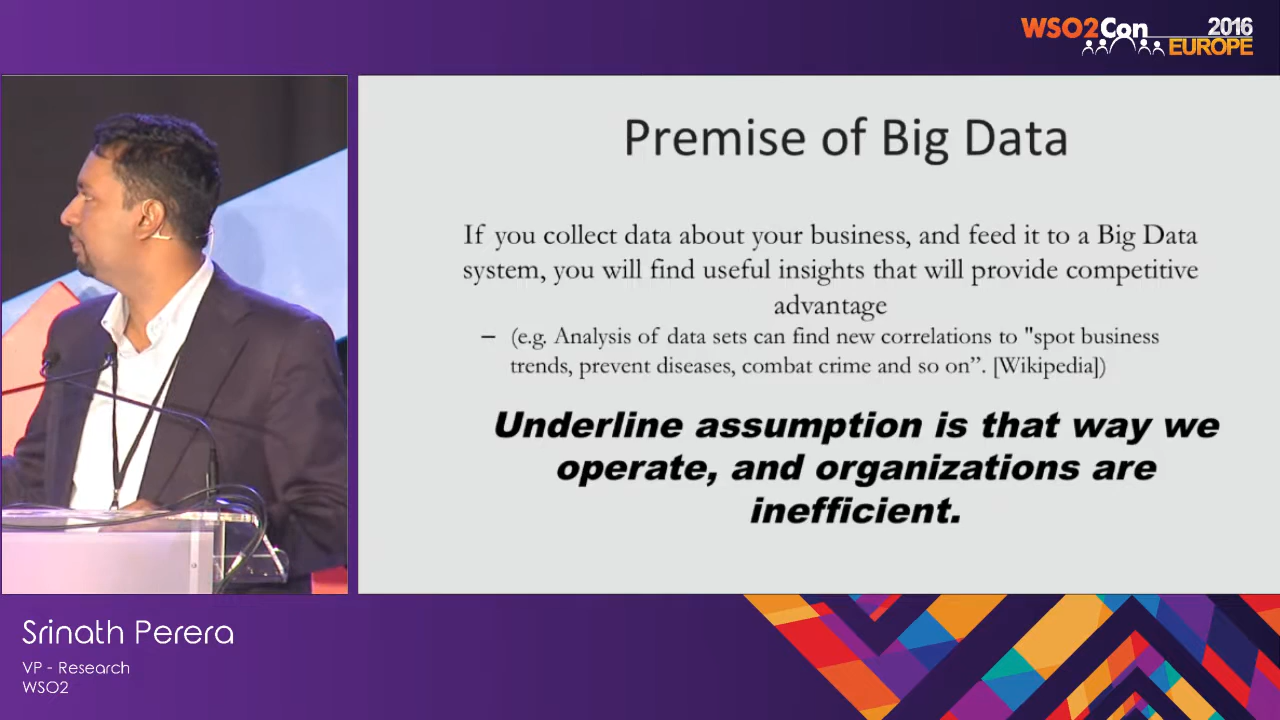 WSO2Con 2016
EUROPE
Premise of Big Data
If you collect data about your business, and feed it to a Big Data
system, you will find useful insights that will provide competitive
advantage
– (e.g. Analysis of data sets can find new correlations to "spot business
trends, prevent diseases, combat crime and so on”. [Wikipedia])
Underline assumption is that way we
operate, and organizations are
inefficient.
Srinath Perera
VP - Research
WSO2